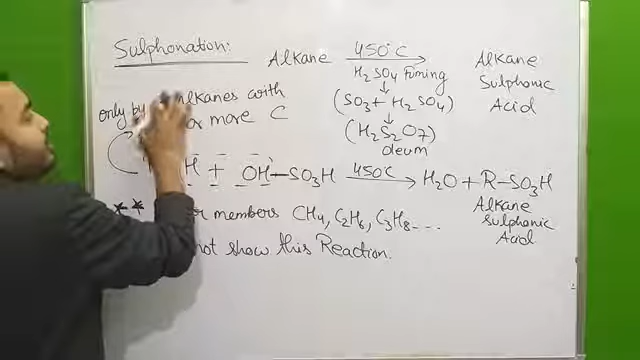 Sulphonation:
Alkane 450°C Alkane Sulphonic Acid
H2SO4 Fuming
(SO3 + H2SO4)
(H2S2O7)
oleum
only by alkanes with
or more C
H + OH-SO3H 450°C H2O + R-SO3H
Alkane Sulphonic Acid
** members CH4, C2H6, C3H8....
not show this Reaction.